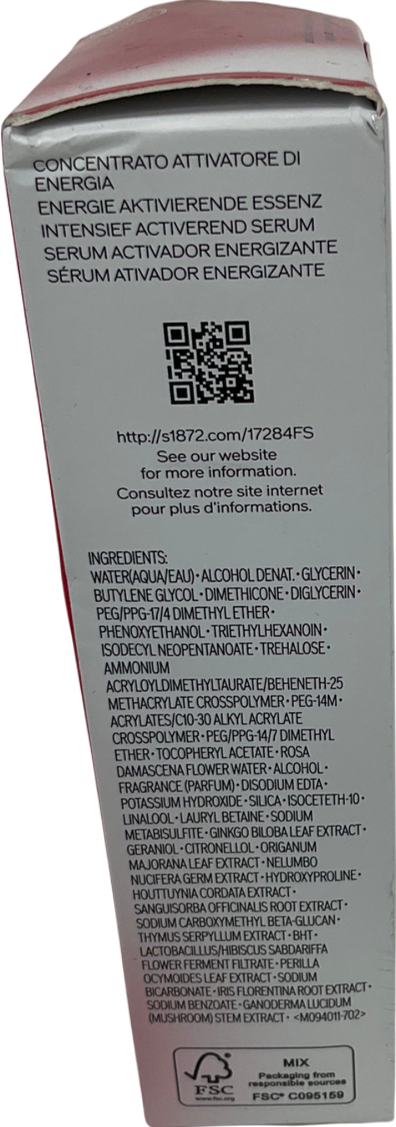 CONCENTRATO ATTIVATORE DI
ENERGIA
ENERGIE AKTIVIERENDE ESSENZ
INTENSIEF ACTIVEREND SERUM
SERUM ACTIVADOR ENERGIZANTE
SÉRUM ATIVADOR ENERGIZANTE
http://s1872.com/17284FS
See our website
for more information.
Consultez notre site internet
pour plus d'informations.
INGREDIENTS:
WATER(AQUA/EAU)・ALCOHOL DENAT.・GLYCERIN・
BUTYLENE GLYCOL・DIMETHICONE・DIGLYCERIN・
PEG/PPG-17/4 DIMETHYL ETHER・
PHENOXYETHANOL・TRIETHYLHEXANOIN・
ISODECYL NEOPENTANOATE・TREHALOSE・
AMMONIUM
ACRYLOYLDIMETHYLTAURATE/BEHENETH-25
METHACRYLATE CROSSPOLYMER・PEG-14M・
ACRYLATES/C10-30 ALKYL ACRYLATE
CROSSPOLYMER・PEG/PPG-14/7 DIMETHYL
ETHER・TOCOPHERYL ACETATE・ROSA
DAMASCENA FLOWER WATER・ALCOHOL・
FRAGRANCE (PARFUM)・DISODIUM EDTA・
POTASSIUM HYDROXIDE・SILICA・ISOCETETH-10・
LINALOOL・LAURYL BETAINE・SODIUM
METABISULFITE・GINKGO BILOBA LEAF EXTRACT・
GERANIOL・CITRONELLOL・ORIGANUM
MAJORANA LEAF EXTRACT・NELUMBO
NUCIFERA GERM EXTRACT・HYDROXYPROLINE・
HOUTTUYNIA CORDATA EXTRACT・
SANGUISORBA OFFICINALIS ROOT EXTRACT・
SODIUM CARBOXYMETHYL BETA-GLUCAN・
THYMUS SERPYLLUM EXTRACT・BHT・
LACTOBACILLUS/HIBISCUS SABDARIFFA
FLOWER FERMENT FILTRATE・PERILLA
OCYMOIDES LEAF EXTRACT・SODIUM
BICARBONATE・IRIS FLORENTINA ROOT EXTRACT・
SODIUM BENZOATE・GANODERMA LUCIDUM
(MUSHROOM) STEM EXTRACT・ <M094011-702>
FSC
www.fsc.org
MIX
Packaging from
responsible sources
FSC® C095159